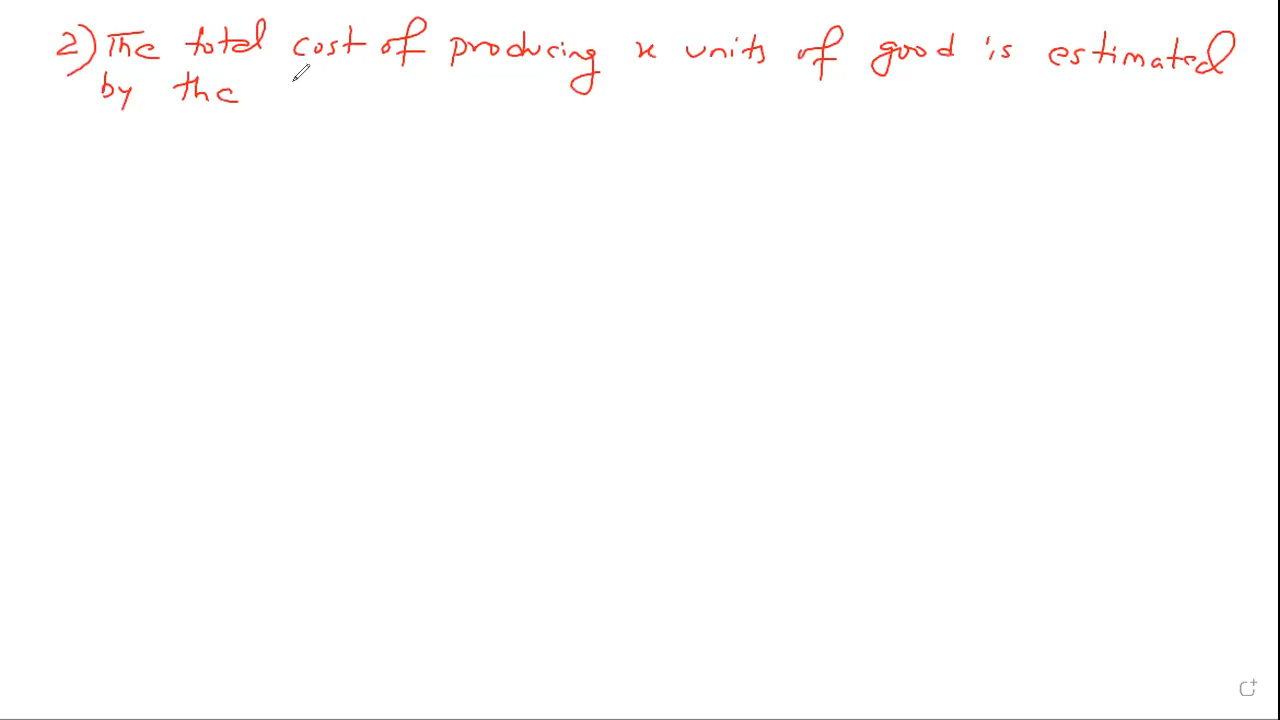 2) The total cost of producing x units of good is estimated
by the